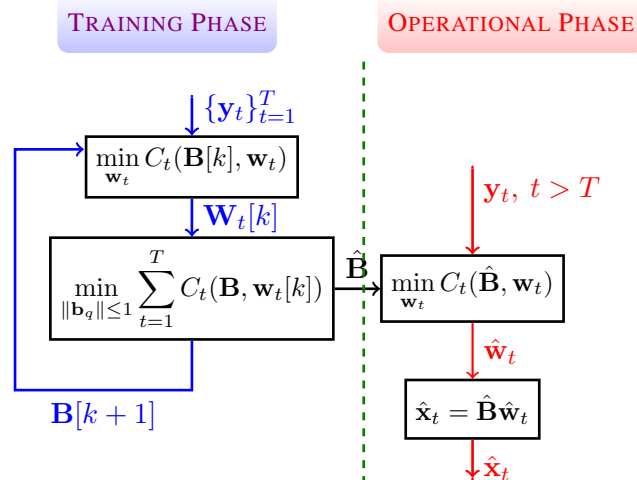 TRAINING PHASE
{y_t}_{t=1}^T
min_{w_t} C_t(B[k], w_t)
W_t[k]
min_{‖b_q‖≤1} ∑_{t=1}^T C_t(B, w_t[k])
B[k + 1]
B̂
OPERATIONAL PHASE
y_t, t > T
min_{w_t} C_t(B̂, w_t)
ŵ_t
x̂_t = B̂ŵ_t
x̂_t